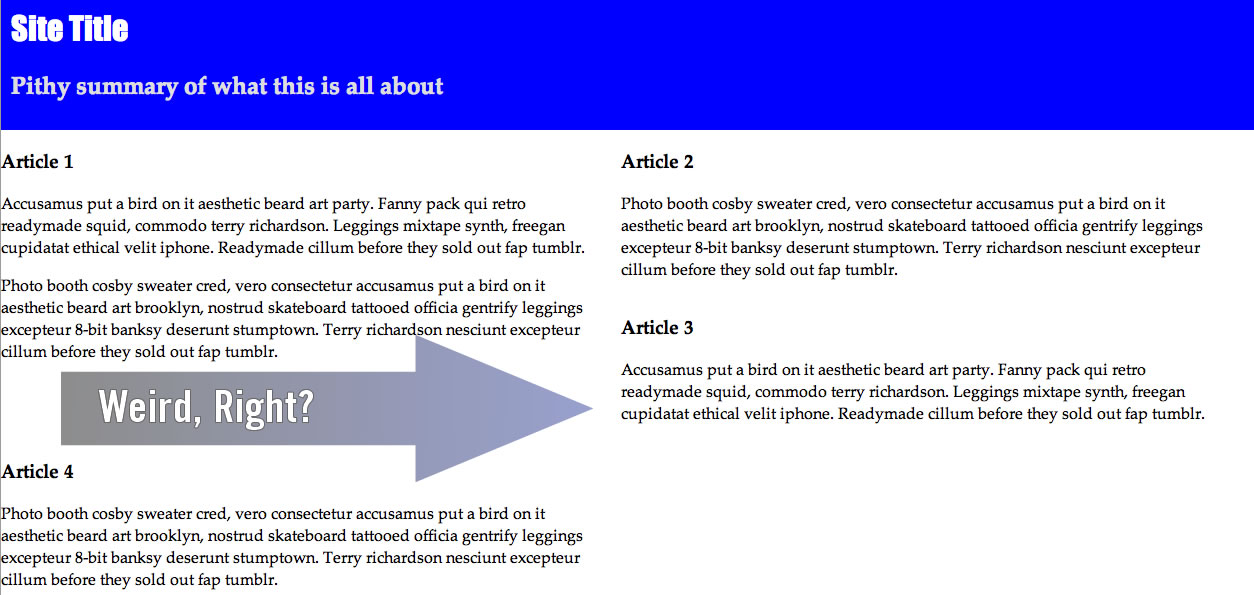 Site Title
Pithy summary of what this is all about
Article 1
Accusamus put a bird on it aesthetic beard art party. Fanny pack qui retro
readymade squid, commodo terry richardson. Leggings mixtape synth, freegan
cupidatat ethical velit iphone. Readymade cillum before they sold out fap tumblr.
Photo booth cosby sweater cred, vero consectetur accusamus put a bird on it
aesthetic beard art brooklyn, nostrud skateboard tattooed officia gentrify leggings
excepteur 8-bit banksy deserunt stumptown. Terry richardson nesciunt excepteur
cillum before they sold out fap tumblr.
Weird, Right?
Article 2
Photo booth cosby sweater cred, vero consectetur accusamus put a bird on it
aesthetic beard art brooklyn, nostrud skateboard tattooed officia gentrify leggings
excepteur 8-bit banksy deserunt stumptown. Terry richardson nesciunt excepteur
cillum before they sold out fap tumblr.
Article 3
Accusamus put a bird on it aesthetic beard art party. Fanny pack qui retro
readymade squid, commodo terry richardson. Leggings mixtape synth, freegan
cupidatat ethical velit iphone. Readymade cillum before they sold out fap tumblr.
Article 4
Photo booth cosby sweater cred, vero consectetur accusamus put a bird on it
aesthetic beard art brooklyn, nostrud skateboard tattooed officia gentrify leggings
excepteur 8-bit banksy deserunt stumptown. Terry richardson nesciunt excepteur
cillum before they sold out fap tumblr.